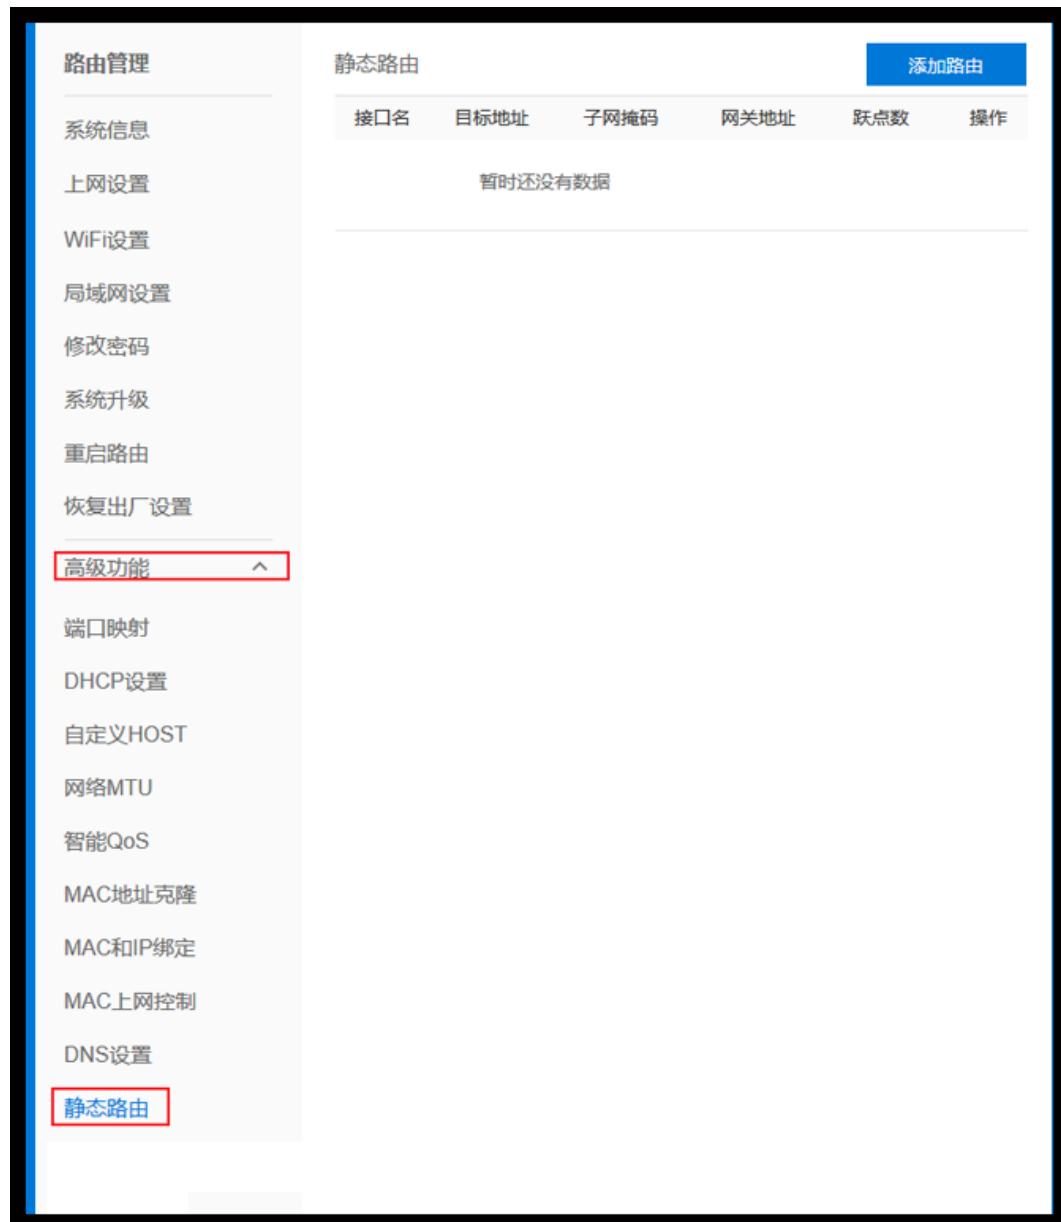 路由管理
系统信息
上网设置
WiFi设置
局域网设置
修改密码
系统升级
重启路由
恢复出厂设置
高级功能
端口映射
DHCP设置
自定义HOST
网络MTU
智能QoS
MAC地址克隆
MAC和IP绑定
MAC上网控制
DNS设置
静态路由
静态路由 添加路由
接口名 目标地址 子网掩码 网关地址 跃点数 操作
暂时还没有数据